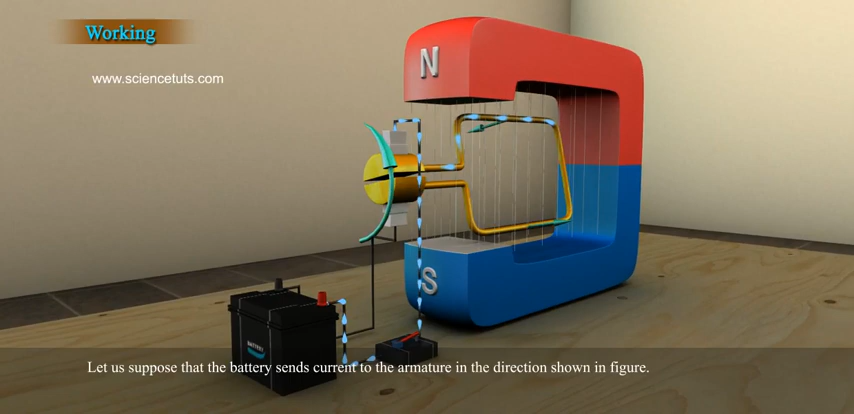 Working
www.sciencetuts.com
N
S
BATTERY
Let us suppose that the battery sends current to the armature in the direction shown in figure.